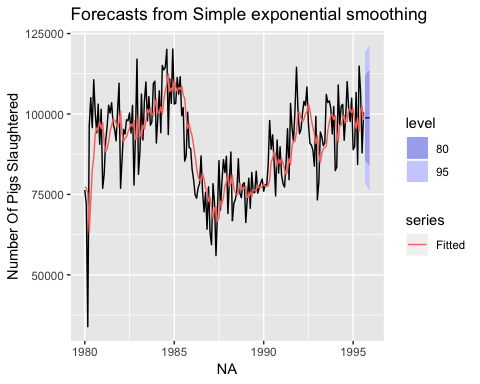 Forecasts from Simple exponential smoothing
125000
100000
75000
50000
Number Of Pigs Slaughtered
1980
1985
1990
1995
NA
level
80
95
series
Fitted